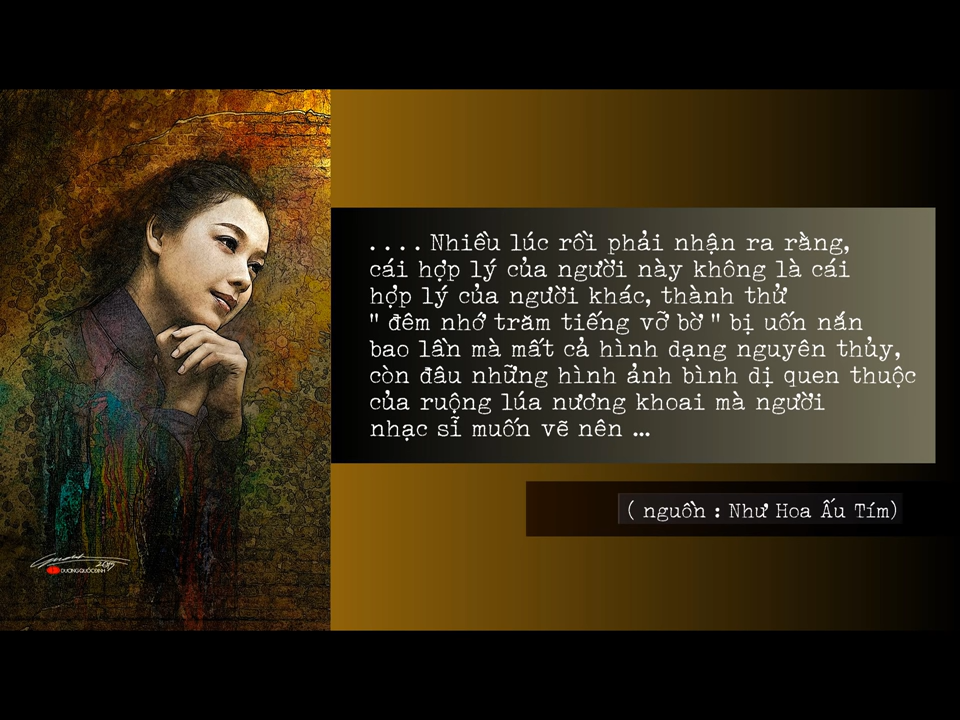 .... Nhiều lúc rồi phải nhận ra rằng,
cái hợp lý của người này không là cái
hợp lý của người khác, thành thử
" đêm nhớ trăm tiếng vỡ bờ " bị uốn nắn
bao lần mà mất cả hình dạng nguyên thủy,
còn đâu những hình ảnh bình dị quen thuộc
của ruộng lúa nương khoai mà người
nhạc sĩ muốn vẽ nên ...
( nguồn : Như Hoa Ấu Tím)
2015
DUONGQUOCDINH